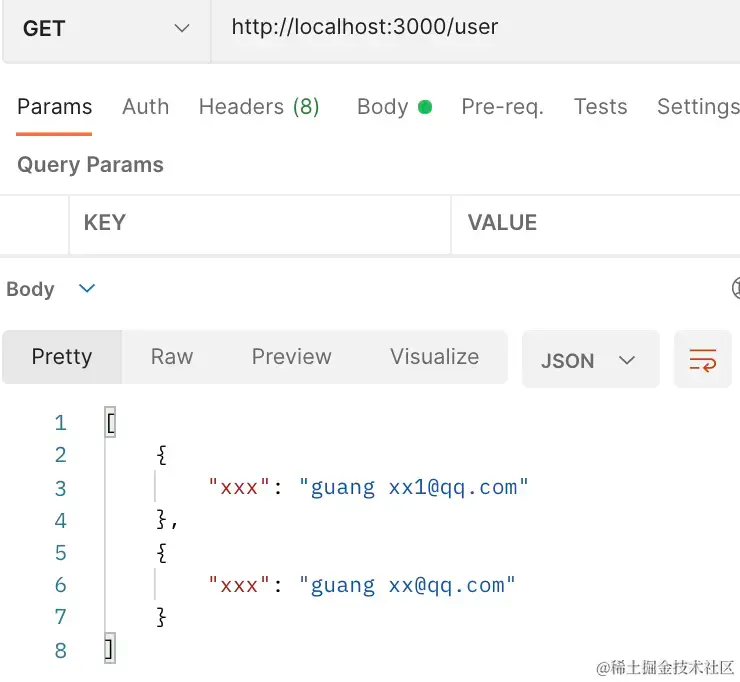 GET http://localhost:3000/user
Params Auth Headers (8) Body Pre-req. Tests Settings
Query Params
KEY VALUE
Body
Pretty Raw Preview Visualize JSON
1 [
2 {
3 "xxx": "guang xx1@qq.com"
4 },
5 {
6 "xxx": "guang xx@qq.com"
7 }
8 ]
@稀土掘金技术社区